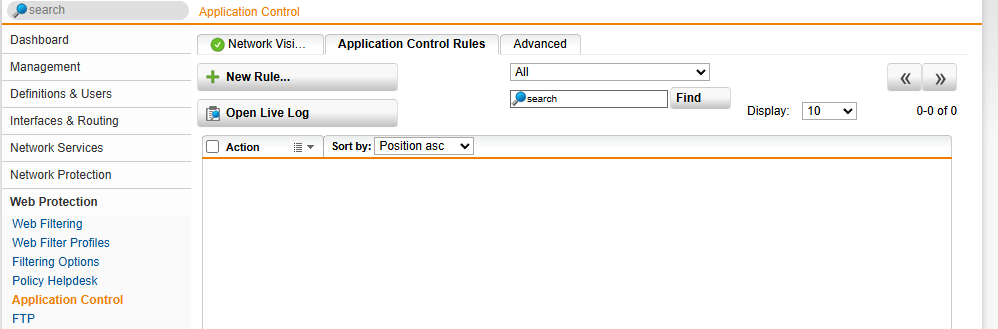 search
Application Control
Dashboard
Management
Definitions & Users
Interfaces & Routing
Network Services
Network Protection
Web Protection
Web Filtering
Web Filter Profiles
Filtering Options
Policy Helpdesk
Application Control
FTP
Network Visi… Application Control Rules Advanced
New Rule... All « »
Open Live Log search Find Display: 10 0-0 of 0
Action Sort by: Position asc